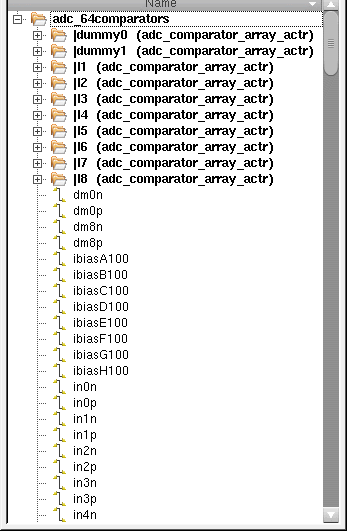 Name
adc_64comparators
|dummy0 (adc_comparator_array_actr)
|dummy1 (adc_comparator_array_actr)
|I1 (adc_comparator_array_actr)
|I2 (adc_comparator_array_actr)
|I3 (adc_comparator_array_actr)
|I4 (adc_comparator_array_actr)
|I5 (adc_comparator_array_actr)
|I6 (adc_comparator_array_actr)
|I7 (adc_comparator_array_actr)
|I8 (adc_comparator_array_actr)
dm0n
dm0p
dm8n
dm8p
ibiasA100
ibiasB100
ibiasC100
ibiasD100
ibiasE100
ibiasF100
ibiasG100
ibiasH100
in0n
in0p
in1n
in1p
in2n
in2p
in3n
in3p
in4n